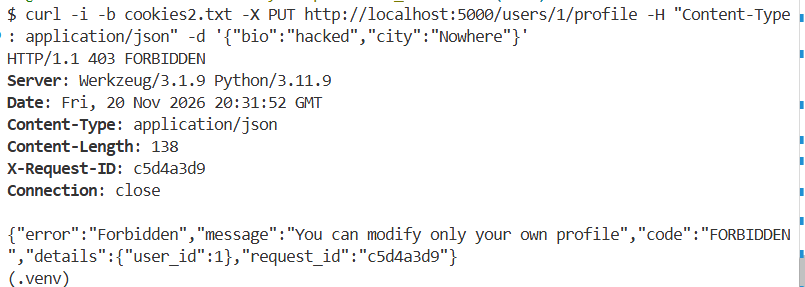 $ curl -i -b cookies2.txt -X PUT http://localhost:5000/users/1/profile -H "Content-Type
: application/json" -d '{"bio":"hacked","city":"Nowhere"}'
HTTP/1.1 403 FORBIDDEN
Server: Werkzeug/3.1.9 Python/3.11.9
Date: Fri, 20 Nov 2026 20:31:52 GMT
Content-Type: application/json
Content-Length: 138
X-Request-ID: c5d4a3d9
Connection: close

{"error":"Forbidden","message":"You can modify only your own profile","code":"FORBIDDEN
","details":{"user_id":1},"request_id":"c5d4a3d9"}
(.venv)